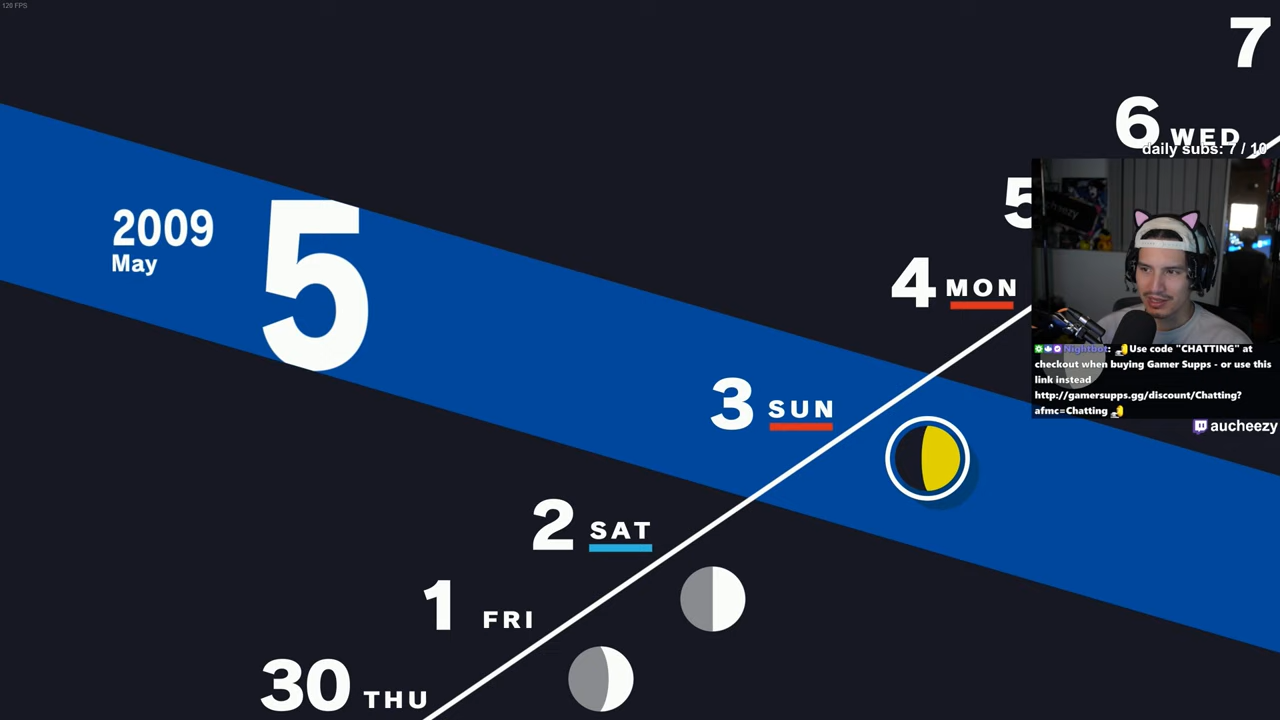 120 FPS
7
6 WED
daily subs: 7 / 10
5
2009
May
5
4 MON
3 SUN
2 SAT
1 FRI
30 THU
Nightbot: Use code "CHATTING" at
checkout when buying Gamer Supps - or use this
link instead
http://gamersupps.gg/discount/Chatting?
afmc=Chatting
aucheezy